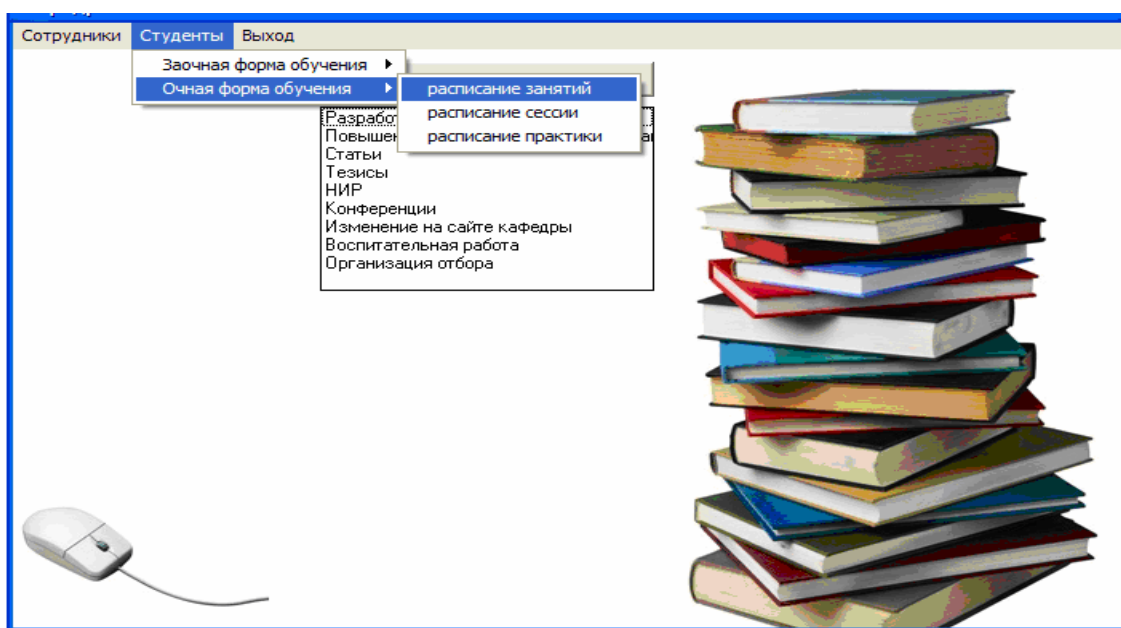 Сотрудники Студенты Выход
Заочная форма обучения
Очная форма обучения
расписание занятий
расписание сессии
расписание практики
Статьи
Тезисы
НИР
Конференции
Изменение на сайте кафедры
Воспитательная работа
Организация отбора